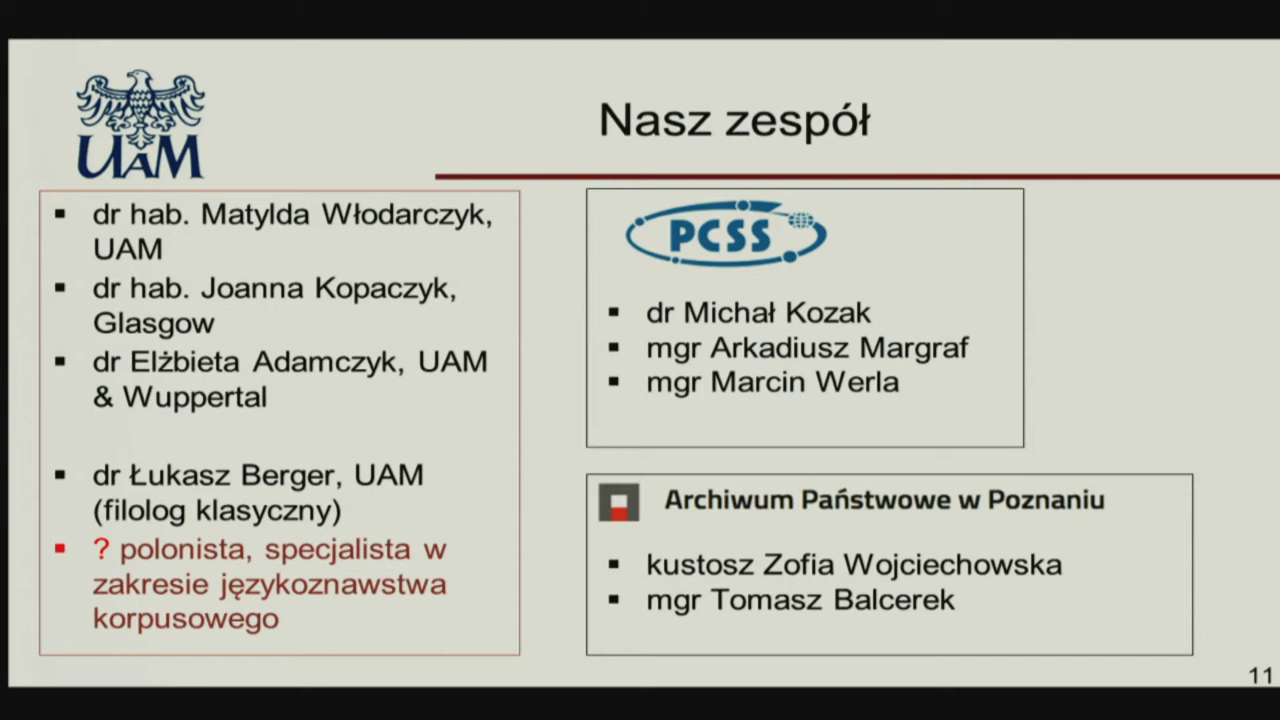 UAM
Nasz zespół
▪ dr hab. Matylda Włodarczyk,
UAM
▪ dr hab. Joanna Kopaczyk,
Glasgow
▪ dr Elżbieta Adamczyk, UAM
& Wuppertal
▪ dr Łukasz Berger, UAM
(filolog klasyczny)
▪ ? polonista, specjalista w
zakresie językoznawstwa
korpusowego
PCSS
▪ dr Michał Kozak
▪ mgr Arkadiusz Margraf
▪ mgr Marcin Werla
Archiwum Państwowe w Poznaniu
▪ kustosz Zofia Wojciechowska
▪ mgr Tomasz Balcerek
11